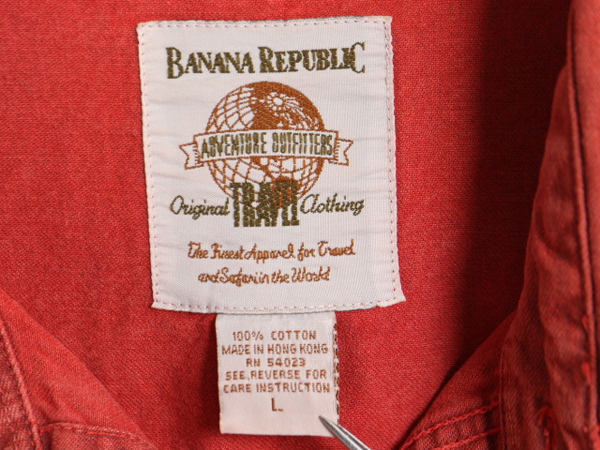 BANANA REPUBLIC
ADVENTURE OUTFITTERS
Original TRAVEL Clothing
The Finest Apparel for Travel
and Safari in the World
100% COTTON
MADE IN HONG KONG
RN 54023
SEE REVERSE FOR
CARE INSTRUCTION
L